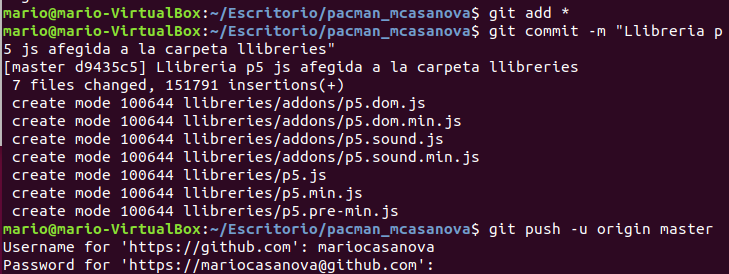 mario@mario-VirtualBox:~/Escritorio/pacman_mcasanova$ git add *
mario@mario-VirtualBox:~/Escritorio/pacman_mcasanova$ git commit -m "Llibreria p
5 js afegida a la carpeta llibreries"
[master d9435c5] Llibreria p5 js afegida a la carpeta llibreries
 7 files changed, 151791 insertions(+)
 create mode 100644 llibreries/addons/p5.dom.js
 create mode 100644 llibreries/addons/p5.dom.min.js
 create mode 100644 llibreries/addons/p5.sound.js
 create mode 100644 llibreries/addons/p5.sound.min.js
 create mode 100644 llibreries/p5.js
 create mode 100644 llibreries/p5.min.js
 create mode 100644 llibreries/p5.pre-min.js
mario@mario-VirtualBox:~/Escritorio/pacman_mcasanova$ git push -u origin master
Username for 'https://github.com': mariocasanova
Password for 'https://mariocasanova@github.com':